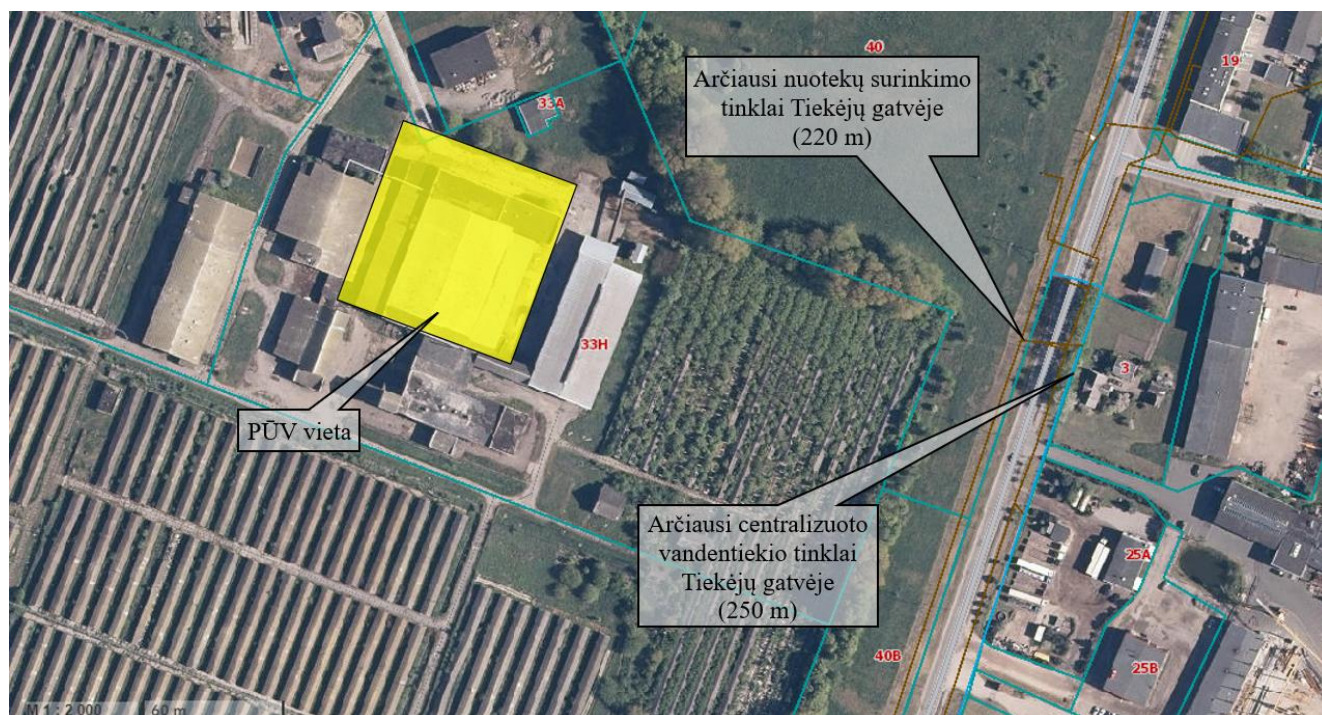 40
19
Arčiausi nuotekų surinkimo
tinklai Tiekėjų gatvėje
(220 m)
33A
33H
3
PŪV vieta
Arčiausi centralizuoto
vandentiekio tinklai
Tiekėjų gatvėje
(250 m)
25A
40B
25B
M 1 : 2 000 60 m